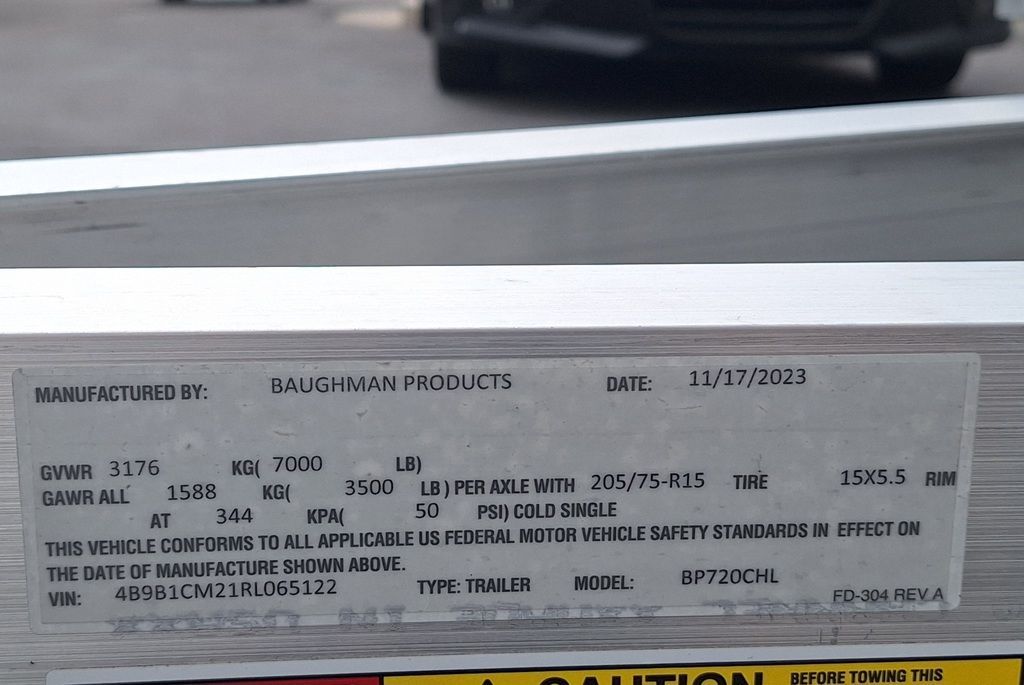 MANUFACTURED BY: BAUGHMAN PRODUCTS DATE: 11/17/2023
GVWR 3176 KG( 7000 LB)
GAWR ALL 1588 KG( 3500 LB ) PER AXLE WITH 205/75-R15 TIRE 15X5.5 RIM
AT 344 KPA( 50 PSI) COLD SINGLE
THIS VEHICLE CONFORMS TO ALL APPLICABLE US FEDERAL MOTOR VEHICLE SAFETY STANDARDS IN EFFECT ON
THE DATE OF MANUFACTURE SHOWN ABOVE.
VIN: 4B9B1CM21RL065122 TYPE: TRAILER MODEL: BP720CHL
FD-304 REV A
CAUTION BEFORE TOWING THIS